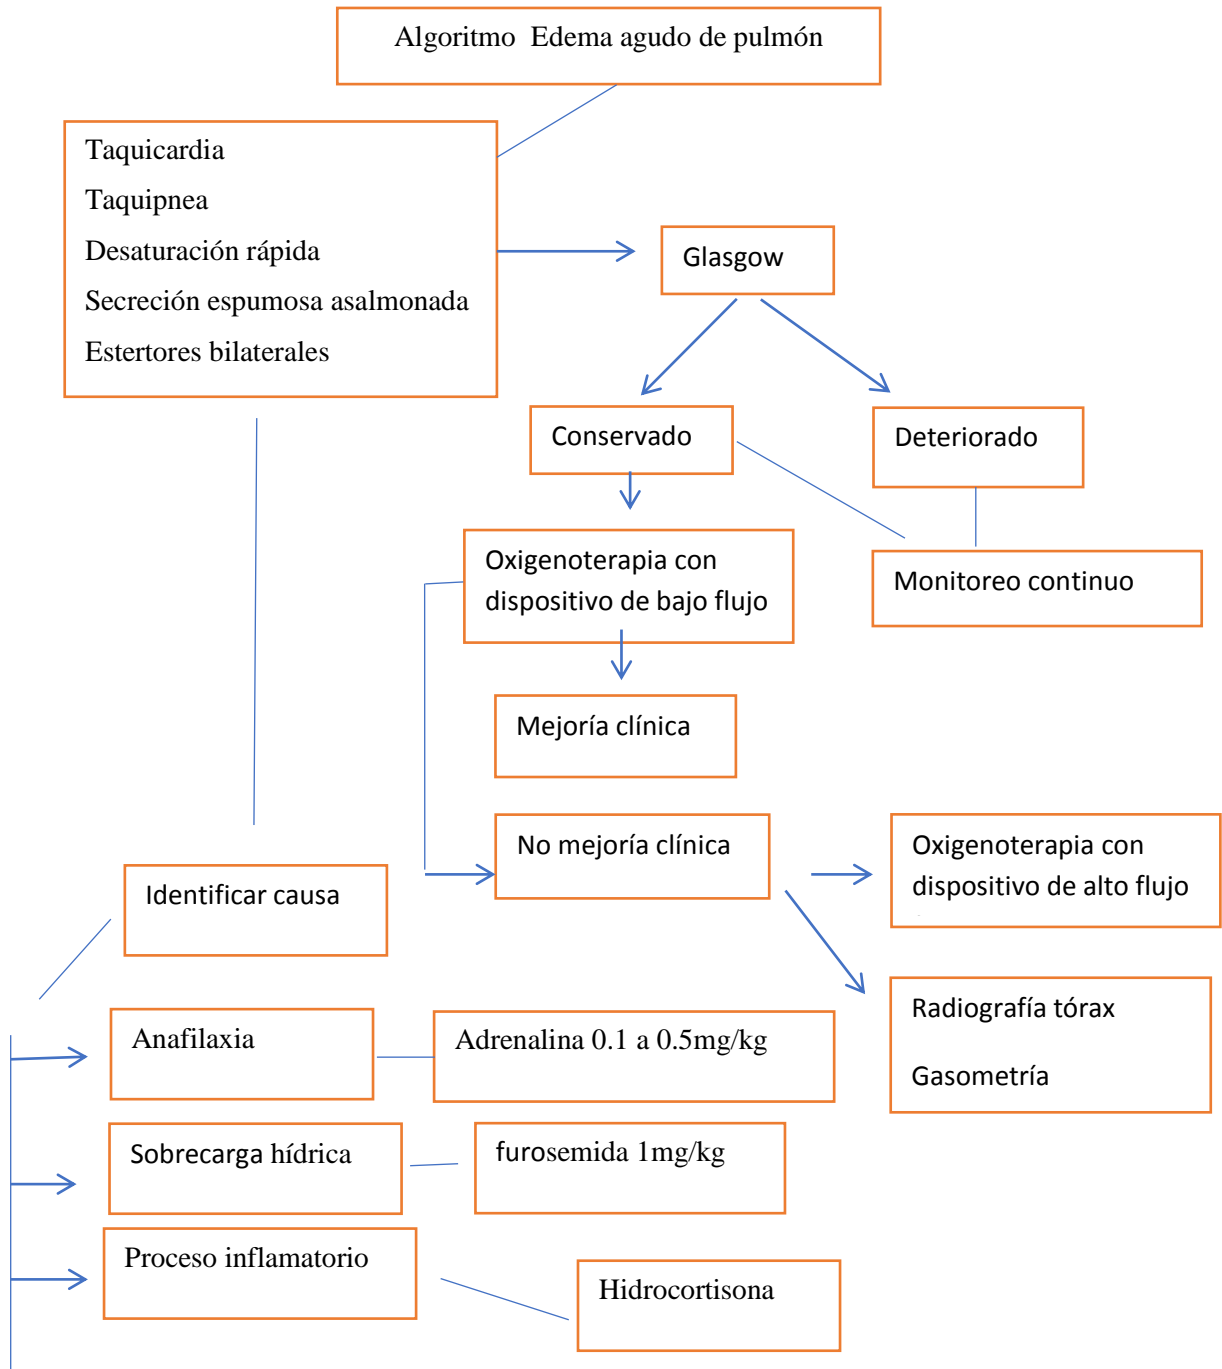 Algoritmo  Edema agudo de pulmón
Taquicardia
Taquipnea
Desaturación rápida
Secreción espumosa asalmonada
Estertores bilaterales
Glasgow
Conservado
Deteriorado
Oxigenoterapia con
dispositivo de bajo flujo
Monitoreo continuo
Mejoría clínica
No mejoría clínica
Oxigenoterapia con
dispositivo de alto flujo
Identificar causa
Radiografía tórax
Gasometría
Anafilaxia
Adrenalina 0.1 a 0.5mg/kg
Sobrecarga hídrica
furosemida 1mg/kg
Proceso inflamatorio
Hidrocortisona